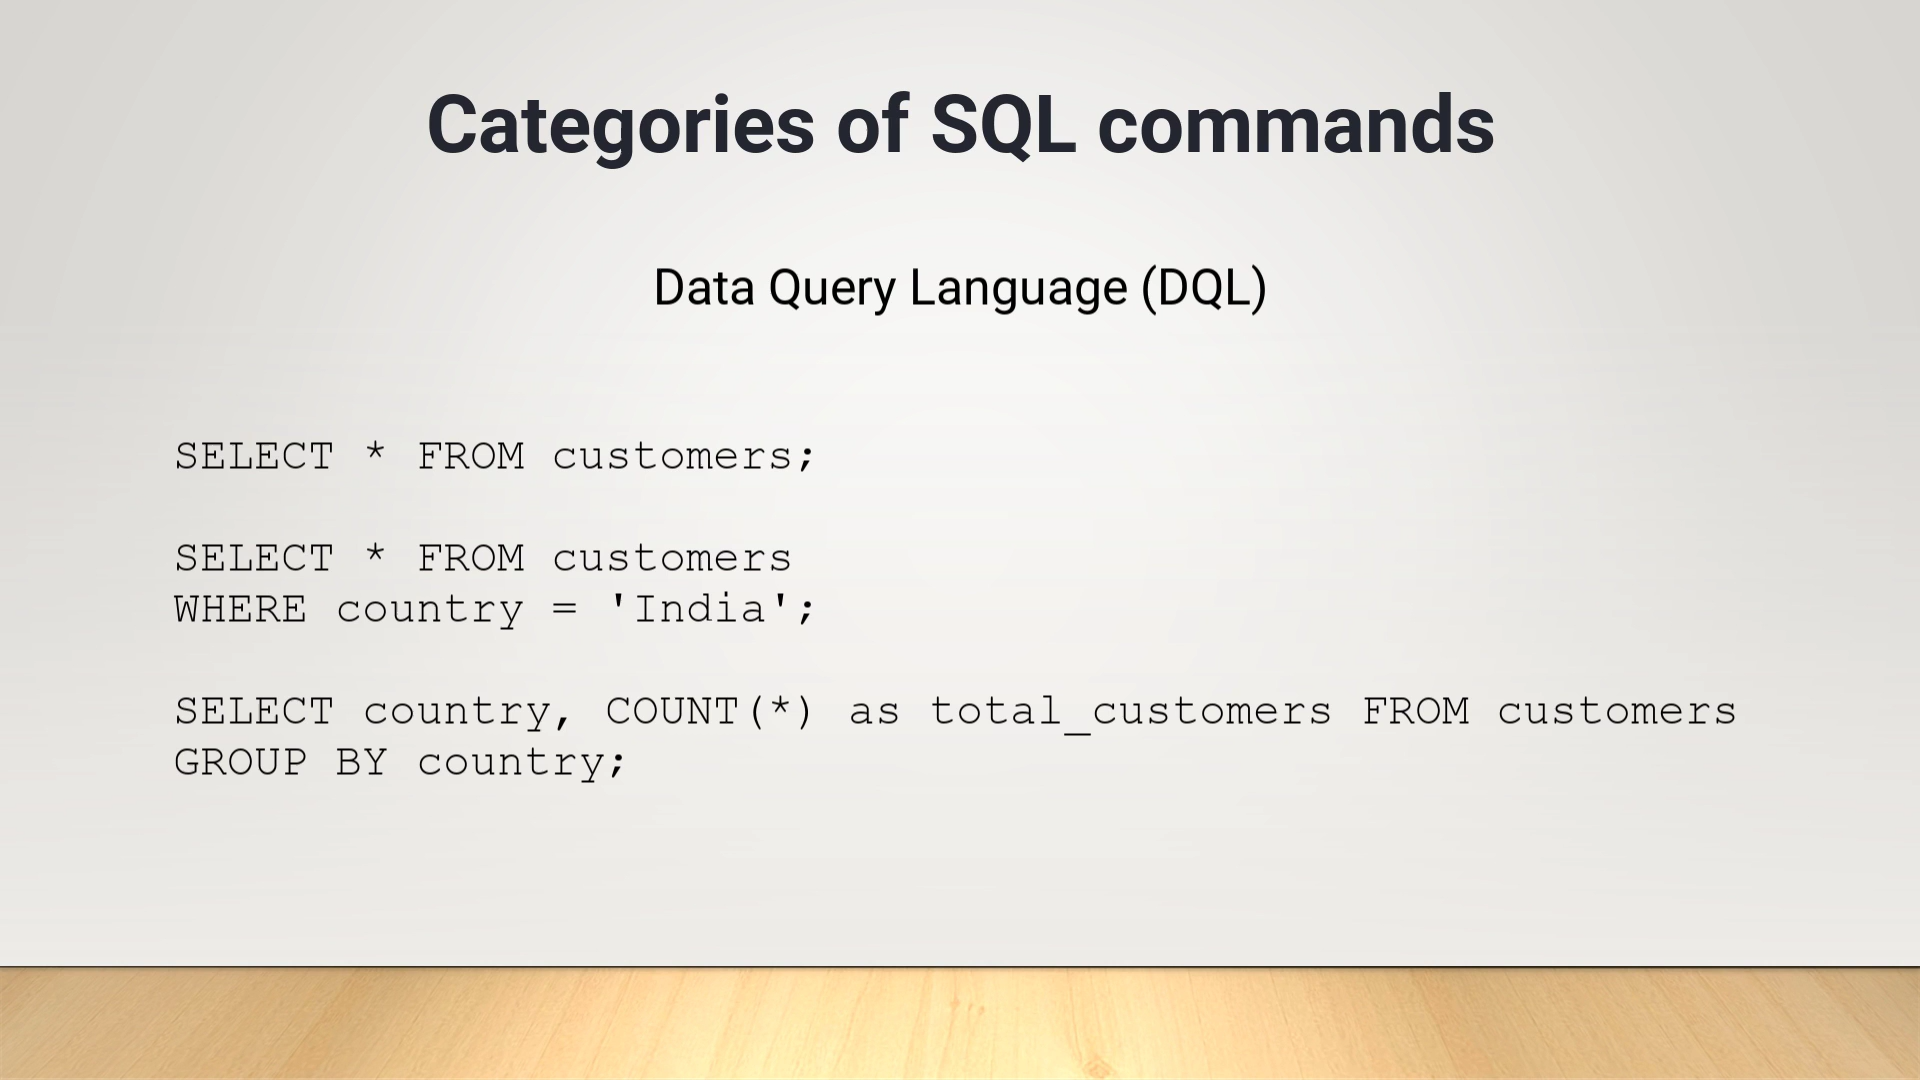 Categories of SQL commands
Data Query Language (DQL)
SELECT * FROM customers;
SELECT * FROM customers
WHERE country = 'India';
SELECT country, COUNT(*) as total_customers FROM customers
GROUP BY country;